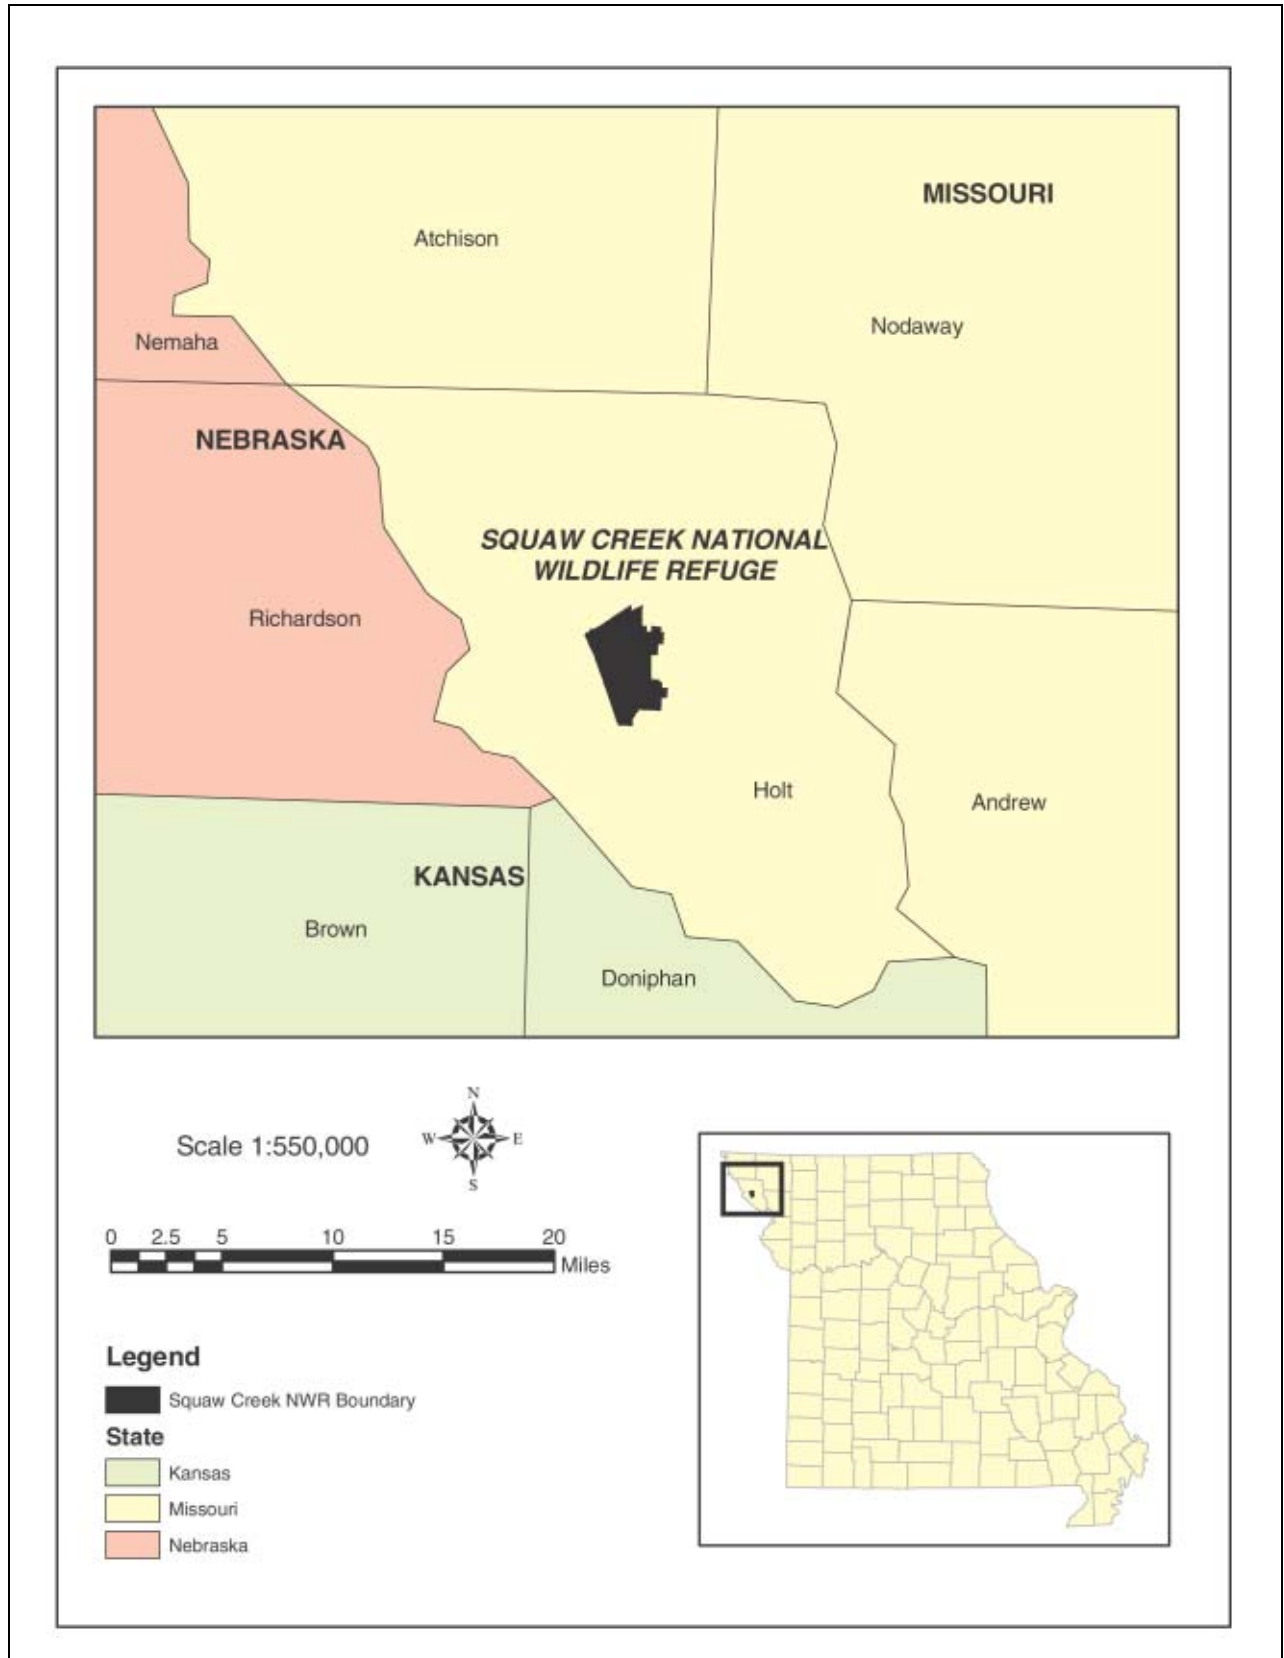 MISSOURI
Atchison
Nodaway
Nemaha
NEBRASKA
SQUAW CREEK NATIONAL
WILDLIFE REFUGE
Richardson
Holt
Andrew
KANSAS
Brown
Doniphan
Scale 1:550,000
N
W E
S
0 2.5 5 10 15 20
Miles
Legend
Squaw Creek NWR Boundary
State
Kansas
Missouri
Nebraska